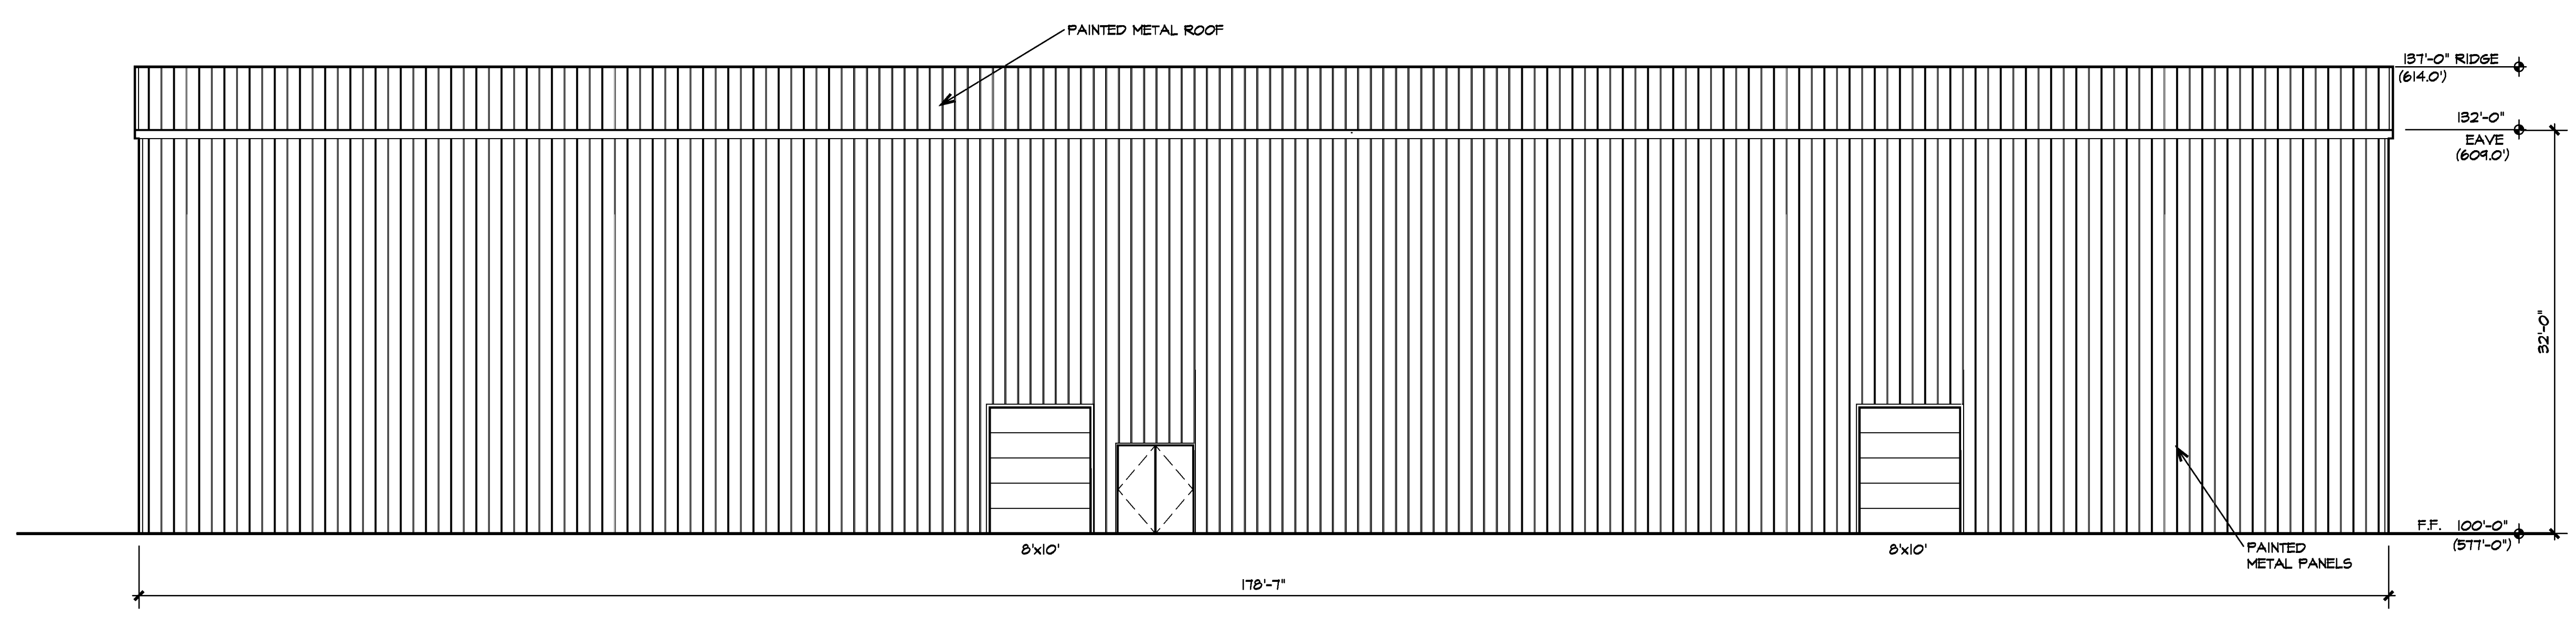 PAINTED METAL ROOF
137'-0" RIDGE
(614.0')
132'-0"
EAVE
(609.0')
32'-0"
F.F. 100'-0"
(577'-0")
8'x10'
8'x10'
PAINTED
METAL PANELS
178'-7"